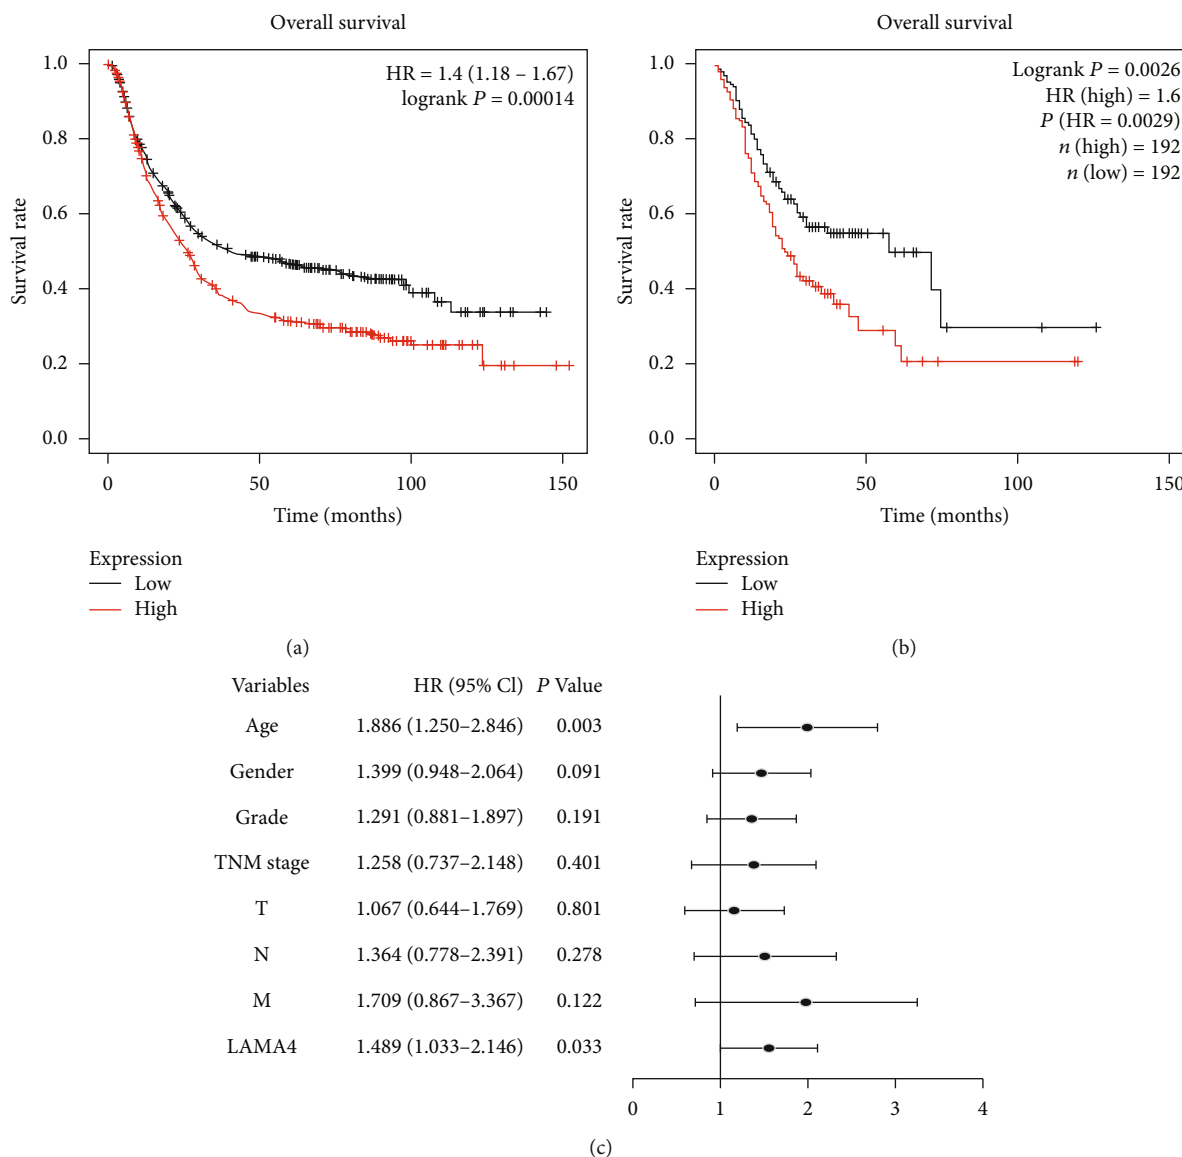 Overall survival
HR = 1.4 (1.18 – 1.67)
logrank P = 0.00014
Survival rate
1.0
0.8
0.6
0.4
0.2
0.0
0 50 100 150
Time (months)
Expression
Low
High
(a)
Overall survival
Logrank P = 0.0026
HR (high) = 1.6
P (HR = 0.0029)
n (high) = 192
n (low) = 192
Survival rate
1.0
0.8
0.6
0.4
0.2
0.0
0 50 100 150
Time (months)
Expression
Low
High
(b)
Variables HR (95% Cl) P Value
Age 1.886 (1.250–2.846) 0.003
Gender 1.399 (0.948–2.064) 0.091
Grade 1.291 (0.881–1.897) 0.191
TNM stage 1.258 (0.737–2.148) 0.401
T 1.067 (0.644–1.769) 0.801
N 1.364 (0.778–2.391) 0.278
M 1.709 (0.867–3.367) 0.122
LAMA4 1.489 (1.033–2.146) 0.033
0 1 2 3 4
(c)